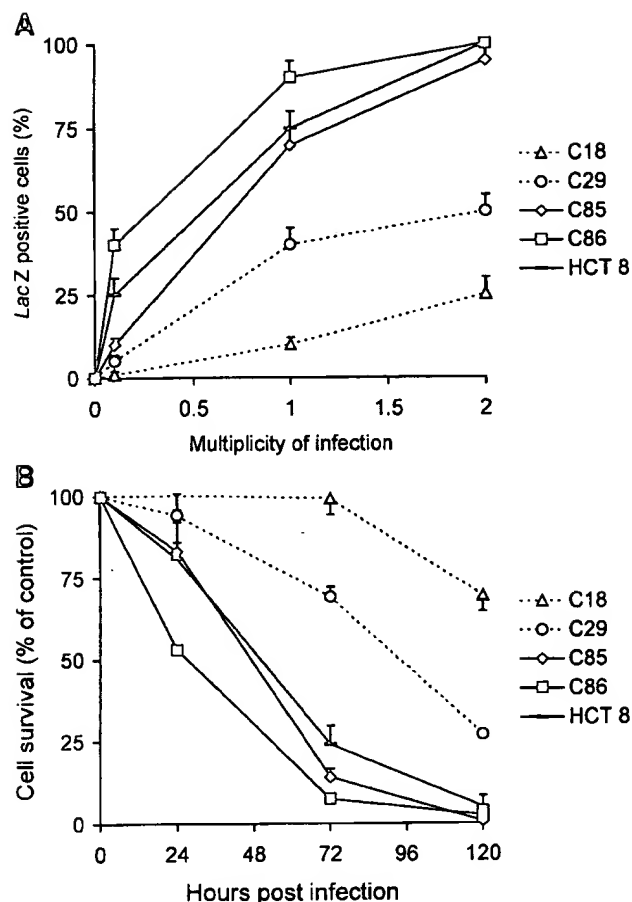 A
LacZ positive cells (%)
100
75
50
25
0
0 0.5 1 1.5 2
Multiplicity of infection
C18
C29
C85
C86
HCT 8
B
Cell survival (% of control)
100
75
50
25
0
0 24 48 72 96 120
Hours post infection
C18
C29
C85
C86
HCT 8